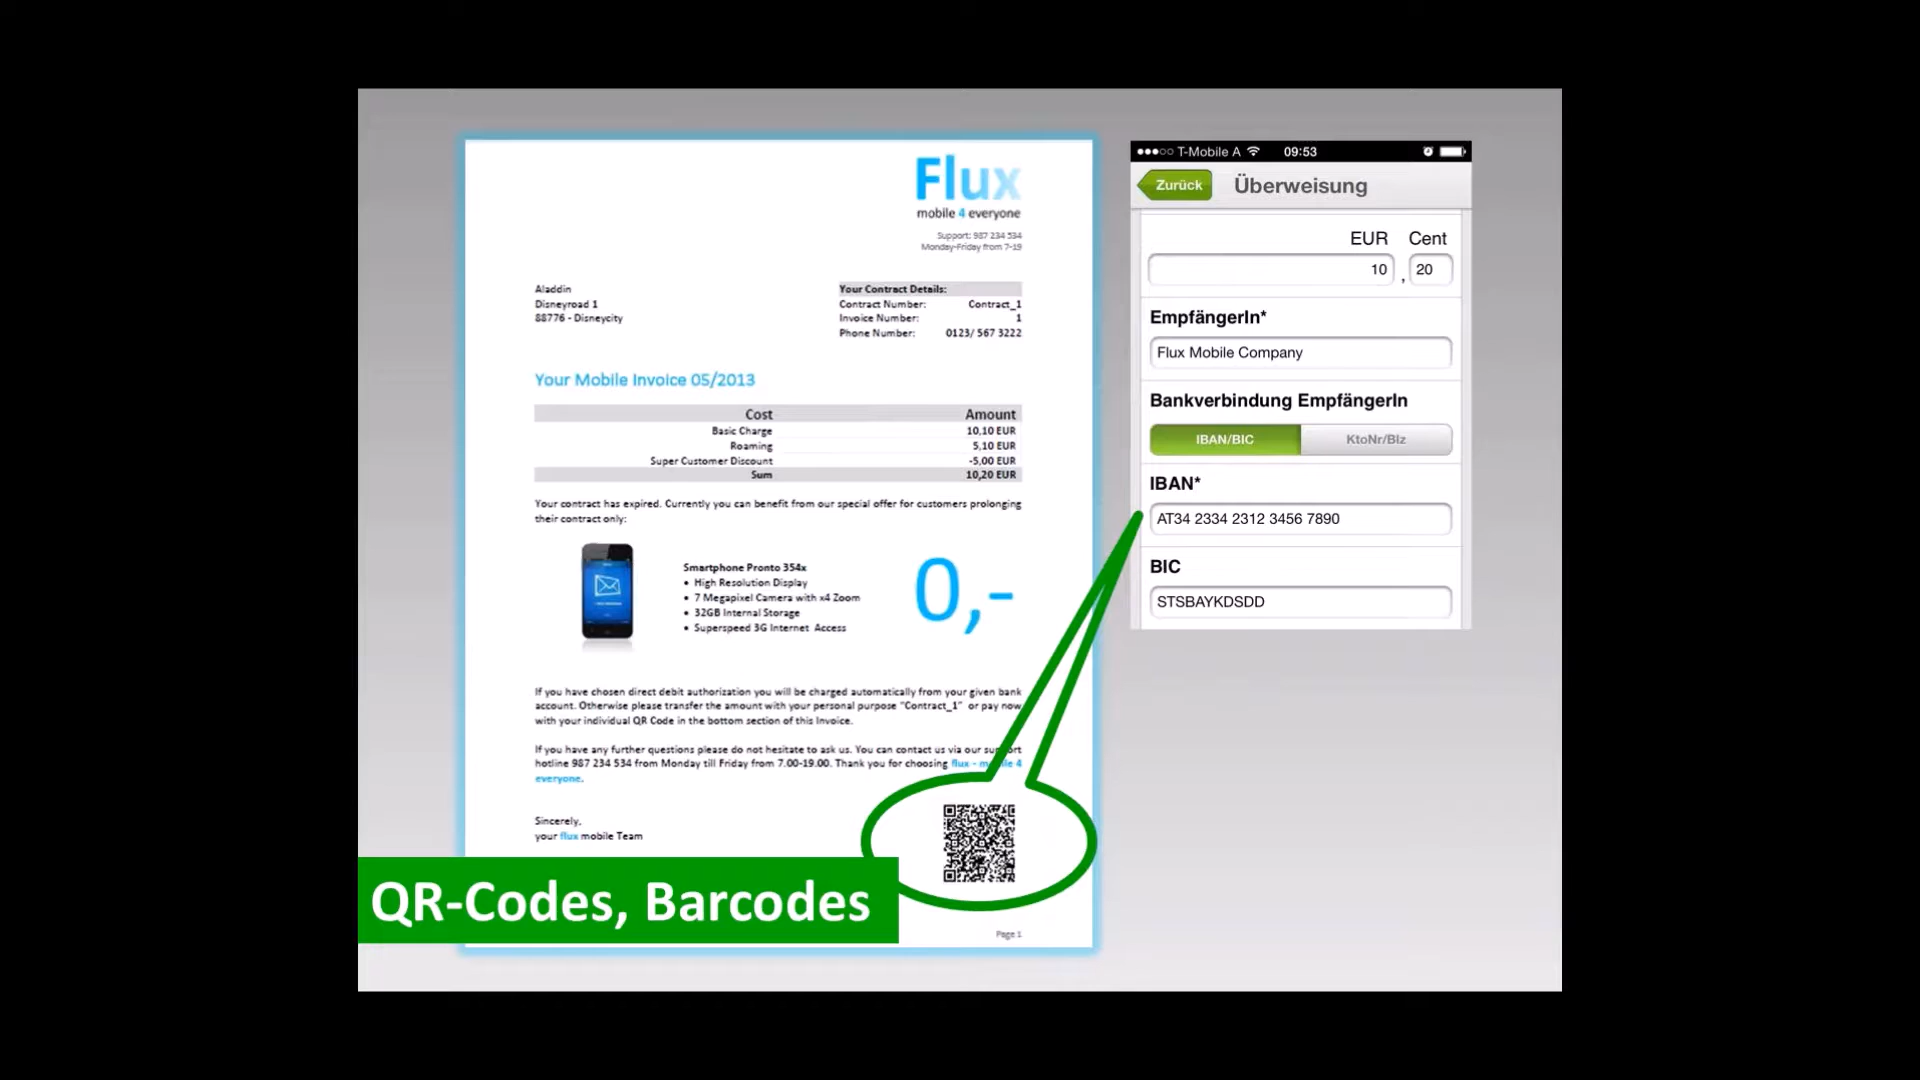 Flux
mobile 4 everyone
Support: 987 234 534
Monday-Friday from 7-19
Aladdin
Disneyroad 1
88776 - Disneycity
Your Contract Details:
Contract Number: Contract_1
Invoice Number: 1
Phone Number: 0123/ 567 3222
Your Mobile Invoice 05/2013
Cost Amount
Basic Charge 10,10 EUR
Roaming 5,10 EUR
Super Customer Discount -5,00 EUR
Sum 10,20 EUR
Your contract has expired. Currently you can benefit from our special offer for customers prolonging
their contract only:
Smartphone Pronto 354x
• High Resolution Display
• 7 Megapixel Camera with x4 Zoom
• 32GB Internal Storage
• Superspeed 3G Internet Access
0,-
If you have chosen direct debit authorization you will be charged automatically from your given bank
account. Otherwise please transfer the amount with your personal purpose "Contract_1" or pay now
with your individual QR Code in the bottom section of this Invoice.
If you have any further questions please do not hesitate to ask us. You can contact us via our support
hotline 987 234 534 from Monday till Friday from 7.00-19.00. Thank you for choosing flux - mobile 4
everyone.
Sincerely,
your flux mobile Team
Page 1
QR-Codes, Barcodes
T-Mobile A 09:53
Zurück Überweisung
EUR Cent
10 , 20
EmpfängerIn*
Flux Mobile Company
Bankverbindung EmpfängerIn
IBAN/BIC KtoNr/Blz
IBAN*
AT34 2334 2312 3456 7890
BIC
STSBAYKDSDD